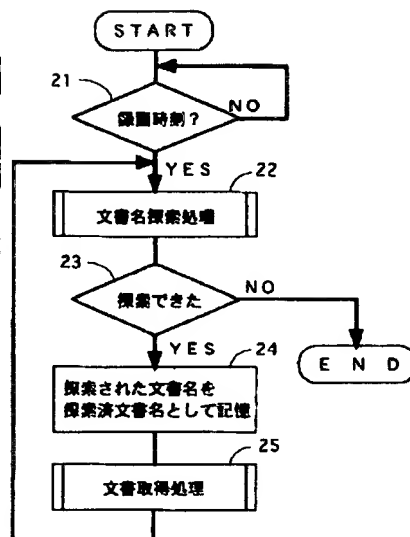 START
21
録画時刻？
NO
YES
22
文書名探索処理
23
探索できた
NO
YES
24
END
探索された文書名を
探索済文書名として記憶
25
文書取得処理